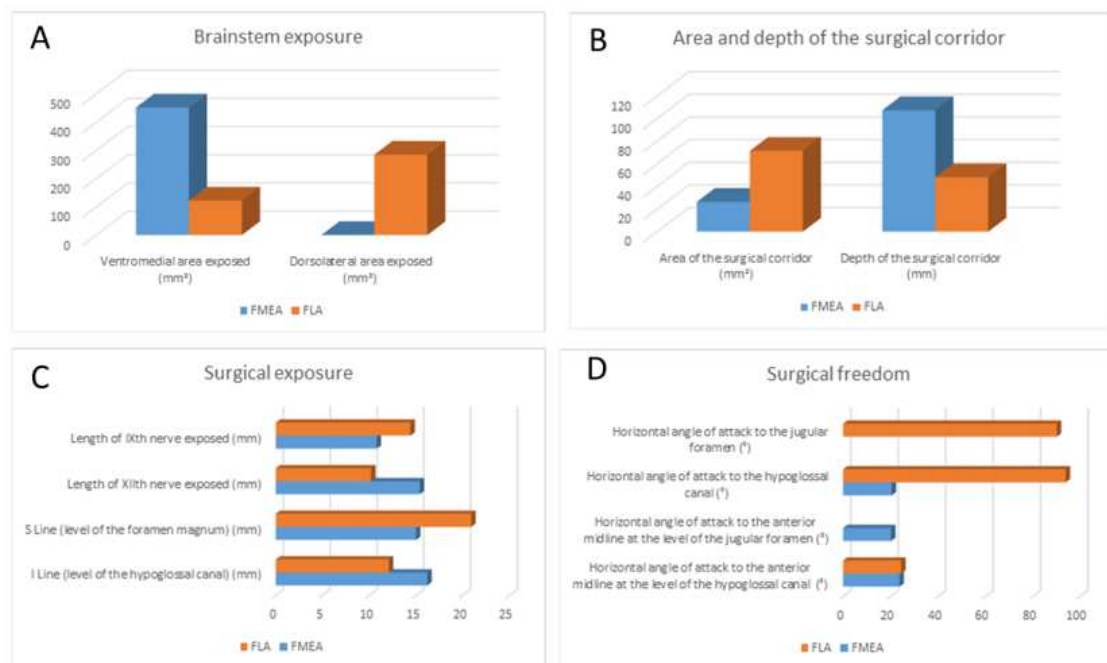 A
Brainstem exposure
500
400
300
200
100
0
Ventromedial area exposed
(mm²)
Dorsolateral area exposed
(mm²)
FMEA FLA
B
Area and depth of the surgical corridor
120
100
80
60
40
20
0
Area of the surgical corridor
(mm²)
Depth of the surgical corridor
(mm)
FMEA FLA
C
Surgical exposure
Length of IXth nerve exposed (mm)
Length of XIIth nerve exposed (mm)
S Line (level of the foramen magnum) (mm)
I Line (level of the hypoglossal canal) (mm)
0 5 10 15 20 25
FLA FMEA
D
Surgical freedom
Horizontal angle of attack to the jugular
foramen (⁰)
Horizontal angle of attack to the hypoglossal
canal (⁰)
Horizontal angle of attack to the anterior
midline at the level of the jugular foramen (⁰)
Horizontal angle of attack to the anterior
midline at the level of the hypoglossal canal (⁰)
0 20 40 60 80 100
FLA FMEA